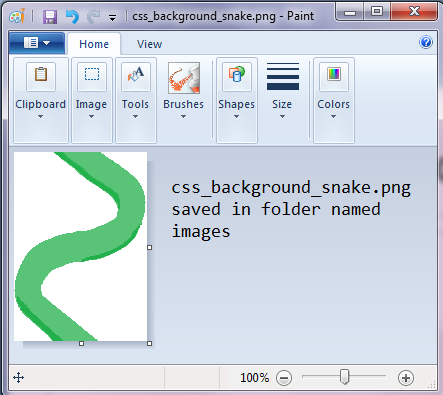 css_background_snake.png - Paint
Home View
Clipboard Image Tools Brushes Shapes Size Colors
css_background_snake.png
saved in folder named
images
100%